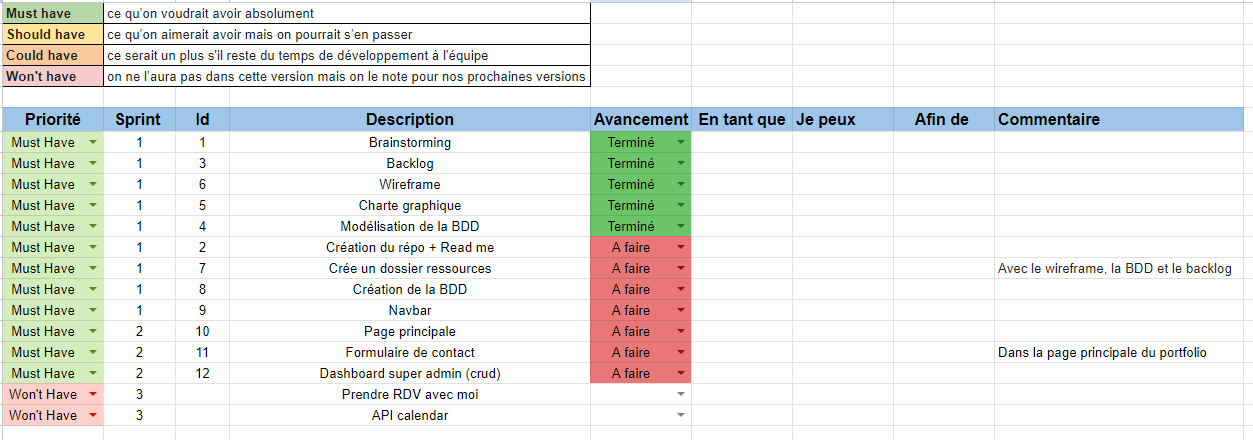 Must have ce qu'on voudrait avoir absolument
Should have ce qu'on aimerait avoir mais on pourrait s'en passer
Could have ce serait un plus s'il reste du temps de développement à l'équipe
Won't have on ne l'aura pas dans cette version mais on le note pour nos prochaines versions
Priorité Sprint Id Description Avancement En tant que Je peux Afin de Commentaire
Must Have 1 1 Brainstorming Terminé
Must Have 1 3 Backlog Terminé
Must Have 1 6 Wireframe Terminé
Must Have 1 5 Charte graphique Terminé
Must Have 1 4 Modélisation de la BDD Terminé
Must Have 1 2 Création du répo + Read me A faire
Must Have 1 7 Crée un dossier ressources A faire Avec le wireframe, la BDD et le backlog
Must Have 1 8 Création de la BDD A faire
Must Have 1 9 Navbar A faire
Must Have 2 10 Page principale A faire
Must Have 2 11 Formulaire de contact A faire Dans la page principale du portfolio
Must Have 2 12 Dashboard super admin (crud) A faire
Won't Have 3 Prendre RDV avec moi
Won't Have 3 API calendar